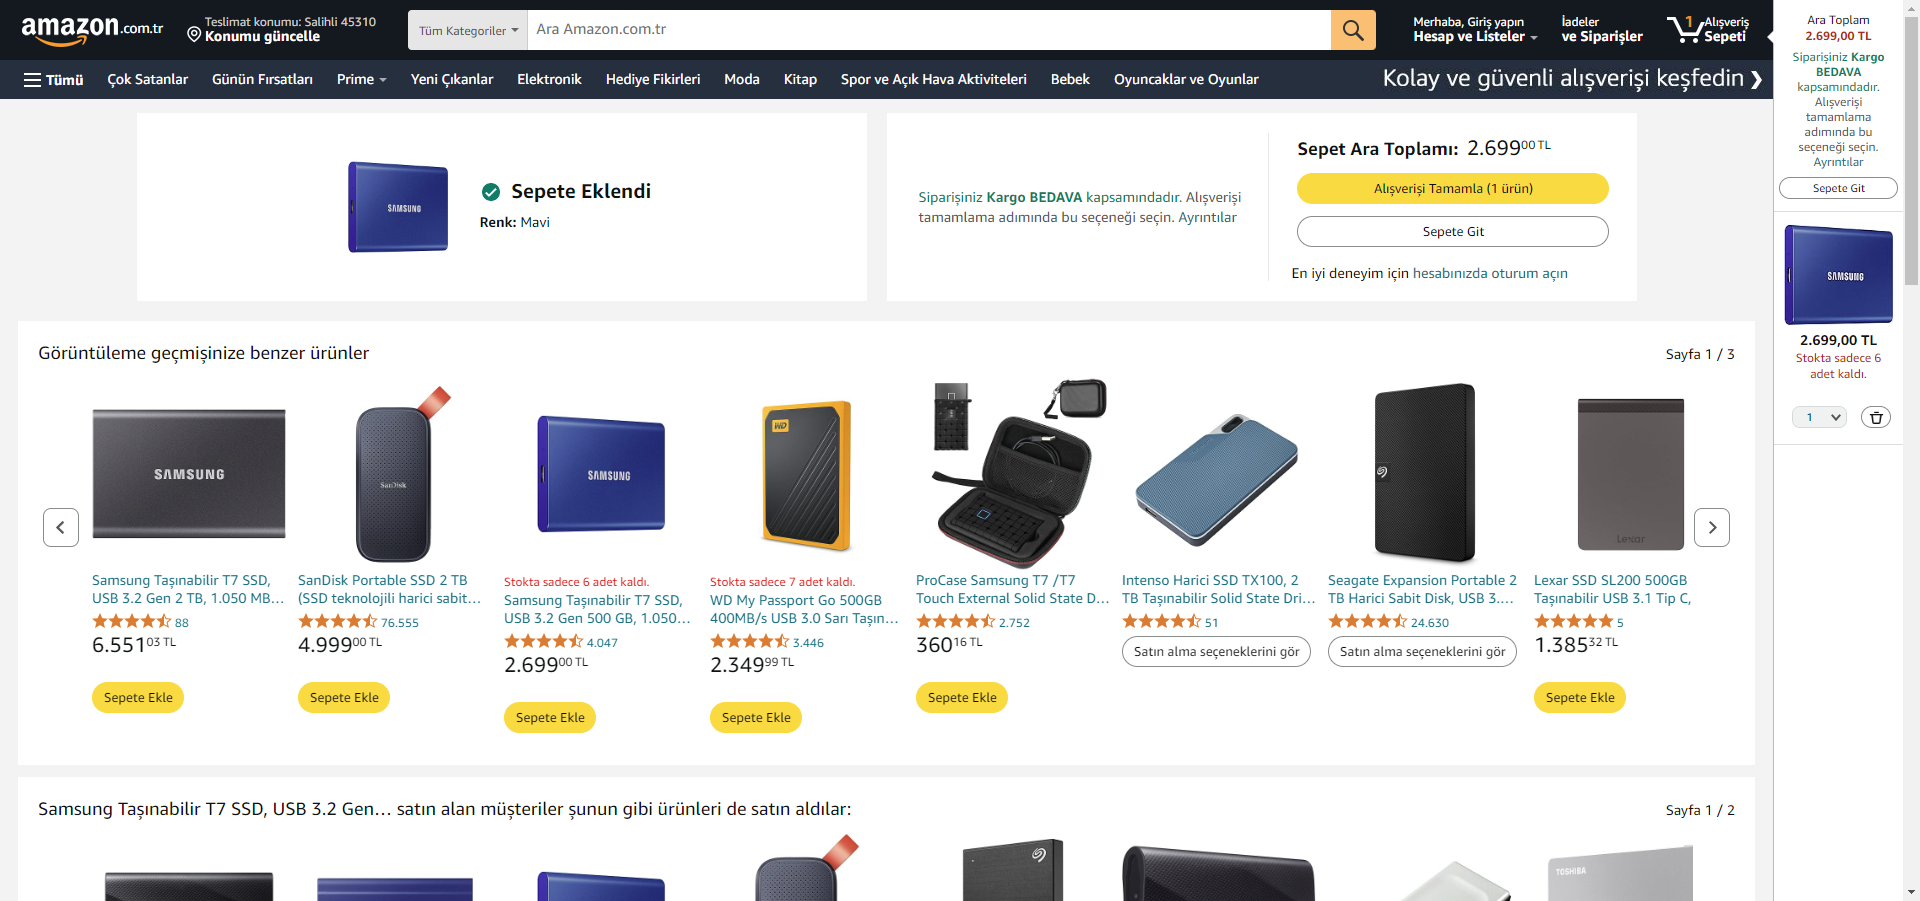 amazon.com.tr
Teslimat konumu: Salihli 45310
Konumu güncelle
Tüm Kategoriler
Ara Amazon.com.tr
Merhaba, Giriş yapın
Hesap ve Listeler
İadeler
ve Siparişler
1
Alışveriş
Sepeti
Tümü
Çok Satanlar
Günün Fırsatları
Prime
Yeni Çıkanlar
Elektronik
Hediye Fikirleri
Moda
Kitap
Spor ve Açık Hava Aktiviteleri
Bebek
Oyuncaklar ve Oyunlar
Kolay ve güvenli alışverişi keşfedin ❯
SAMSUNG
Sepete Eklendi
Renk: Mavi
Siparişiniz Kargo BEDAVA kapsamındadır. Alışverişi
tamamlama adımında bu seçeneği seçin. Ayrıntılar
Sepet Ara Toplamı: 2.69900 TL
Alışverişi Tamamla (1 ürün)
Sepete Git
En iyi deneyim için hesabınızda oturum açın
Ara Toplam
2.699,00 TL
Siparişiniz Kargo
BEDAVA
kapsamındadır.
Alışverişi
tamamlama
adımında bu
seçeneği seçin.
Ayrıntılar
Sepete Git
SAMSUNG
2.699,00 TL
Stokta sadece 6
adet kaldı.
1
Görüntüleme geçmişinize benzer ürünler
Sayfa 1 / 3
SAMSUNG
Samsung Taşınabilir T7 SSD,
USB 3.2 Gen 2 TB, 1.050 MB...
88
6.55103 TL
Sepete Ekle
SanDisk
SanDisk Portable SSD 2 TB
(SSD teknolojili harici sabit...
76.555
4.99900 TL
Sepete Ekle
SAMSUNG
Stokta sadece 6 adet kaldı.
Samsung Taşınabilir T7 SSD,
USB 3.2 Gen 500 GB, 1.050...
4.047
2.69900 TL
Sepete Ekle
WD
Stokta sadece 7 adet kaldı.
WD My Passport Go 500GB
400MB/s USB 3.0 Sarı Taşın...
3.446
2.34999 TL
Sepete Ekle
ProCase Samsung T7 /T7
Touch External Solid State D...
2.752
36016 TL
Sepete Ekle
Intenso Harici SSD TX100, 2
TB Taşınabilir Solid State Dri...
51
Satın alma seçeneklerini gör
Seagate Expansion Portable 2
TB Harici Sabit Disk, USB 3....
24.630
Satın alma seçeneklerini gör
Lexar
Lexar SSD SL200 500GB
Taşınabilir USB 3.1 Tip C,
5
1.38532 TL
Sepete Ekle
Samsung Taşınabilir T7 SSD, USB 3.2 Gen... satın alan müşteriler şunun gibi ürünleri de satın aldılar:
Sayfa 1 / 2
TOSHIBA